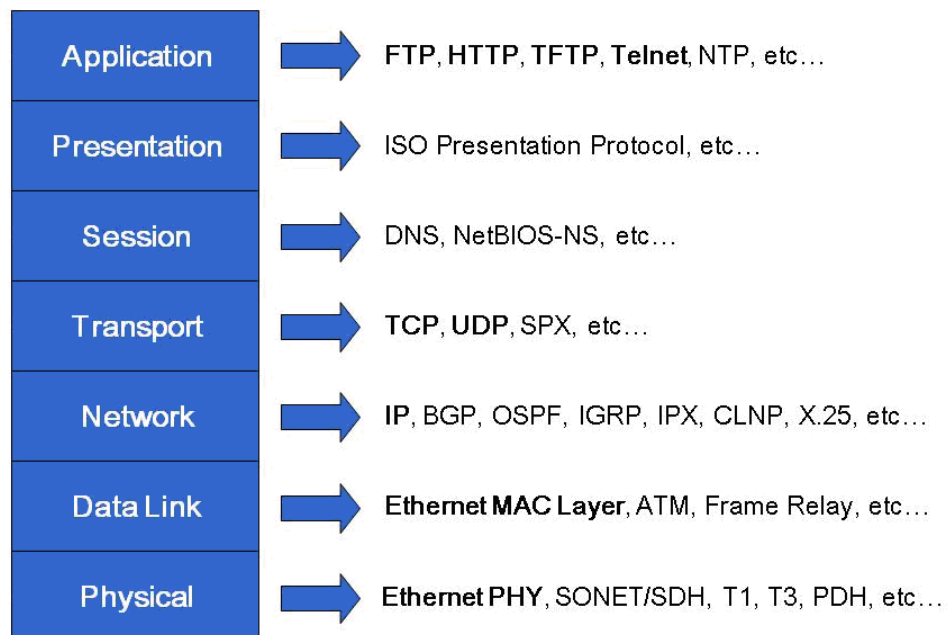 Application
FTP, HTTP, TFTP, Telnet, NTP, etc…
Presentation
ISO Presentation Protocol, etc…
Session
DNS, NetBIOS-NS, etc…
Transport
TCP, UDP, SPX, etc…
Network
IP, BGP, OSPF, IGRP, IPX, CLNP, X.25, etc…
Data Link
Ethernet MAC Layer, ATM, Frame Relay, etc…
Physical
Ethernet PHY, SONET/SDH, T1, T3, PDH, etc…